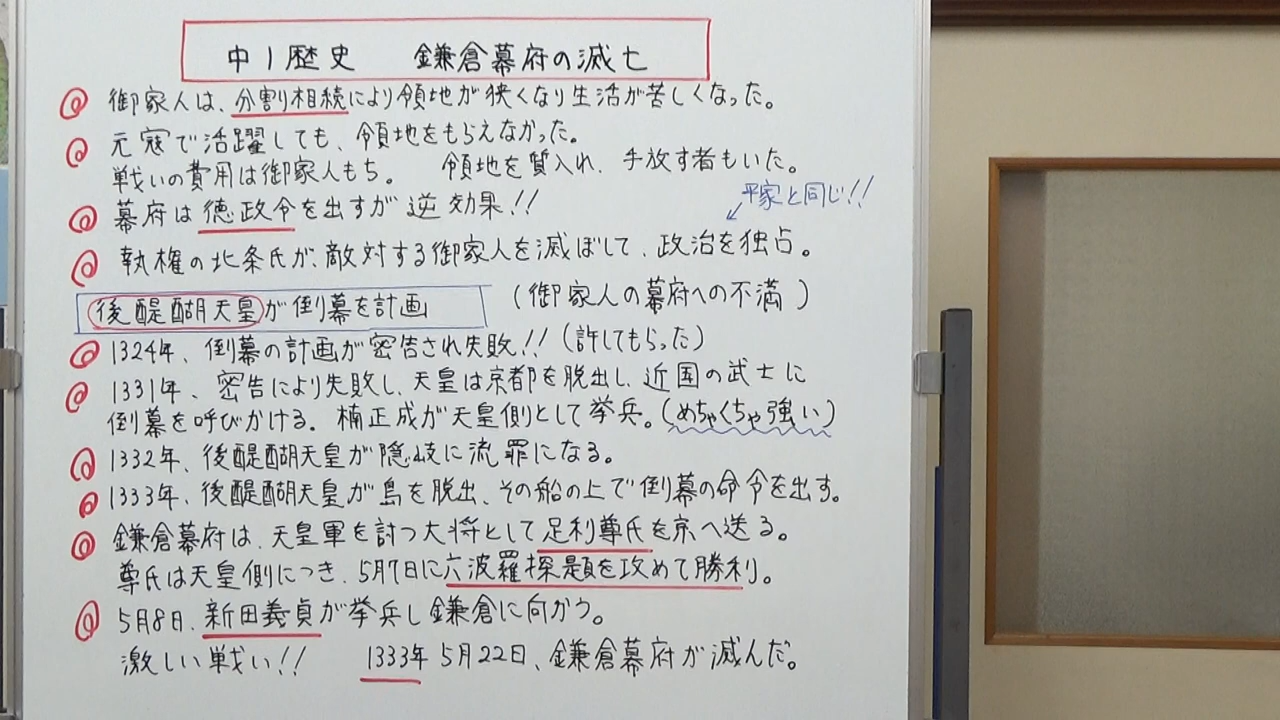 中1歴史 鎌倉幕府の滅亡
御家人は、分割相続により領地が狭くなり生活が苦しくなった。
元寇で活躍しても、領地をもらえなかった。
戦いの費用は御家人もち。 領地を質入れ、手放す者もいた。
幕府は徳政令を出すが逆効果!!
平家と同じ!!
執権の北条氏が、敵対する御家人を滅ぼして、政治を独占。
後醍醐天皇が倒幕を計画 (御家人の幕府への不満)
1324年、倒幕の計画が密告され失敗!!(許してもらった)
1331年、密告により失敗し、天皇は京都を脱出し、近国の武士に
倒幕を呼びかける。楠正成が天皇側として挙兵。(めちゃくちゃ強い)
1332年、後醍醐天皇が隠岐に流罪になる。
1333年、後醍醐天皇が島を脱出、その船の上で倒幕の命令を出す。
鎌倉幕府は、天皇軍を討つ大将として足利尊氏を京へ送る。
尊氏は天皇側につき、5月7日に六波羅探題を攻めて勝利。
5月8日、新田義貞が挙兵し鎌倉に向かう。
激しい戦い!! 1333年5月22日、鎌倉幕府が滅んだ。